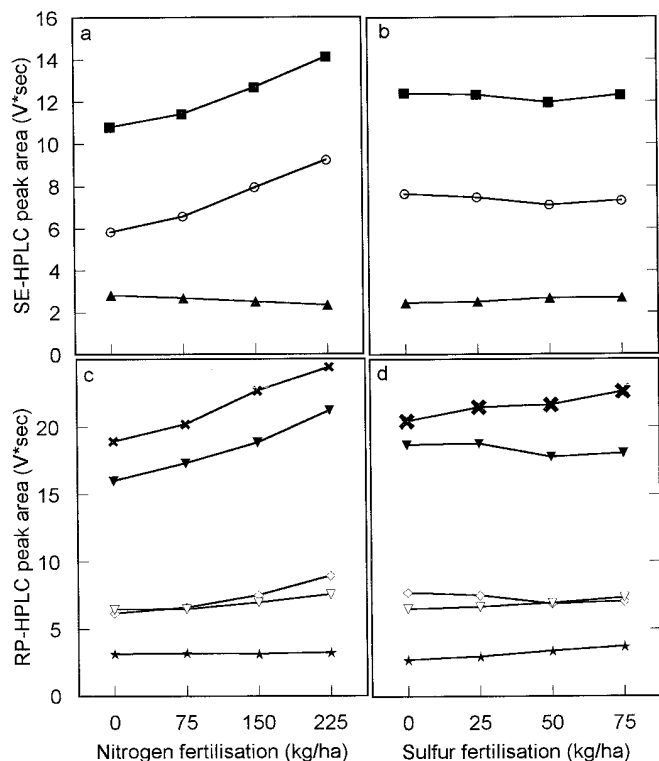 16
14
12
10
8
6
4
2
0
SE-HPLC peak area (V*sec)
a
b
20
15
10
5
0
RP-HPLC peak area (V*sec)
c
d
0 75 150 225
Nitrogen fertilisation (kg/ha)
0 25 50 75
Sulfur fertilisation (kg/ha)